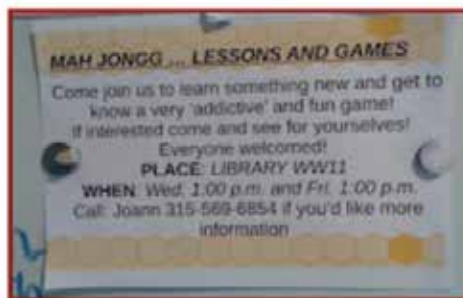 MAH JONGG ... LESSONS AND GAMES
Come join us to learn something new and get to
know a very 'addictive' and fun game!
If interested come and see for yourselves!
Everyone welcomed!
PLACE: LIBRARY WW11
WHEN: Wed. 1:00 p.m. and Fri. 1:00 p.m.
Call: Joann 315-569-6854 if you'd like more
information